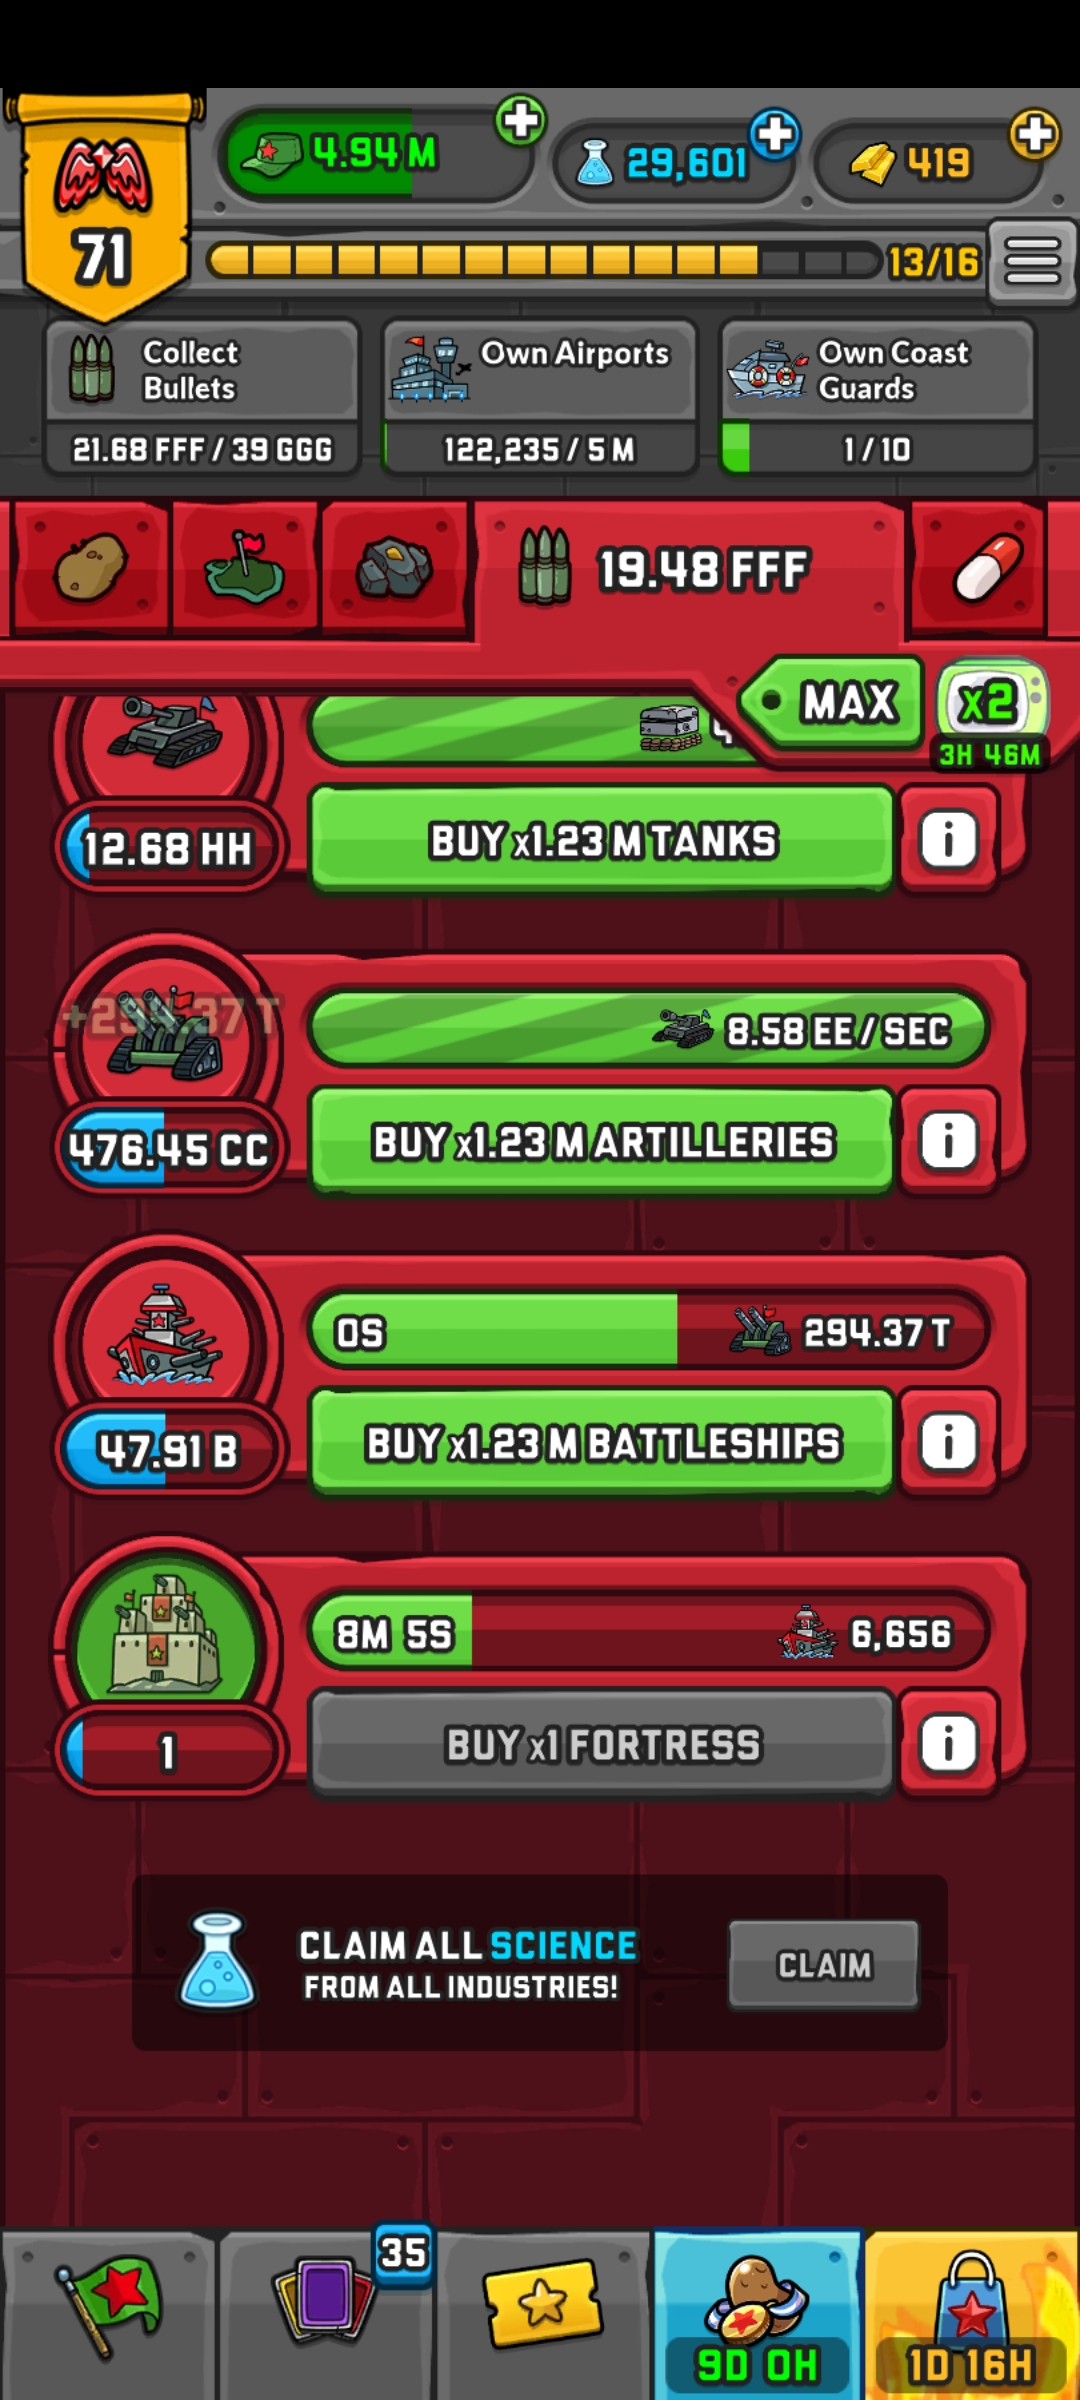 4.94 M
29,601
419
71
13/16
Collect
Bullets
21.68 FFF / 39 GGG
Own Airports
122,235 / 5 M
Own Coast
Guards
1 / 10
19.48 FFF
MAX
x2
3H 46M
12.68 HH
BUY x1.23 M TANKS
i
8.58 EE / SEC
476.45 CC
BUY x1.23 M ARTILLERIES
i
0S
294.37 T
47.91 B
BUY x1.23 M BATTLESHIPS
i
8M 5S
6,656
1
BUY x1 FORTRESS
i
CLAIM ALL SCIENCE
FROM ALL INDUSTRIES!
CLAIM
35
9D 0H
1D 16H